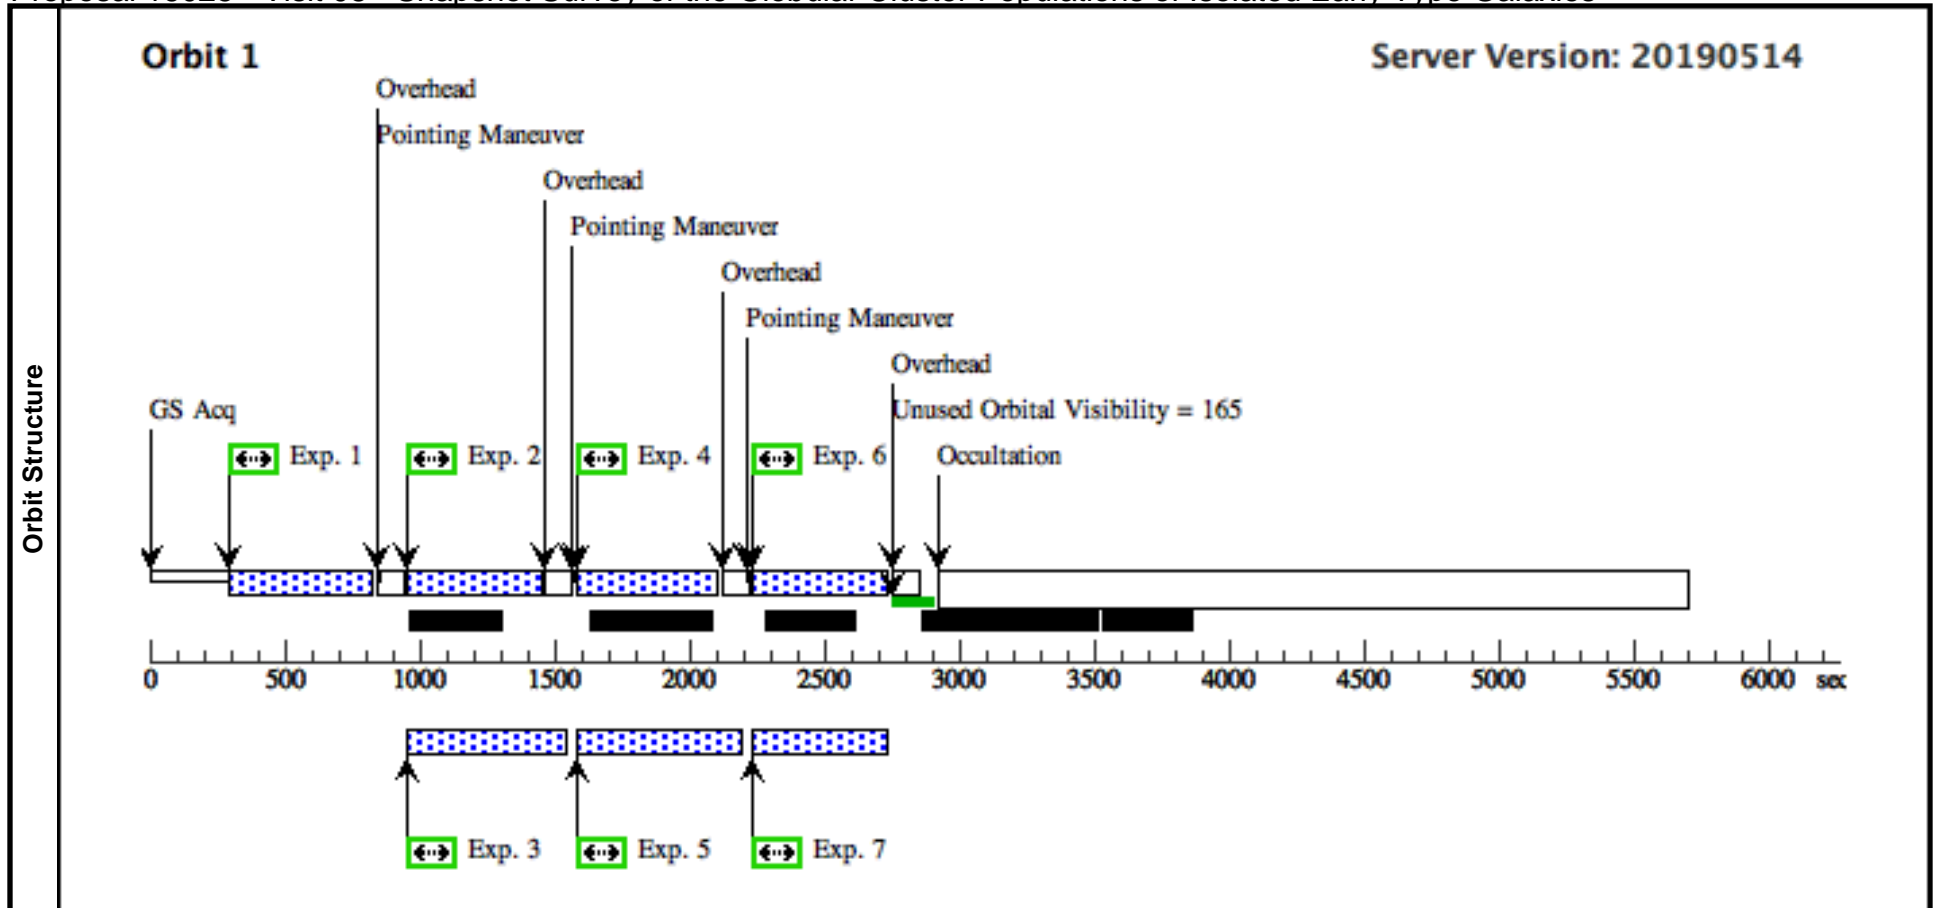 Orbit 1
Server Version: 20190514
Overhead
Pointing Maneuver
Overhead
Pointing Maneuver
Overhead
Pointing Maneuver
Overhead
GS Acq
Unused Orbital Visibility = 165
Exp. 1
Exp. 2
Exp. 4
Exp. 6
Occultation
Orbit Structure
0 500 1000 1500 2000 2500 3000 3500 4000 4500 5000 5500 6000 sec
Exp. 3
Exp. 5
Exp. 7